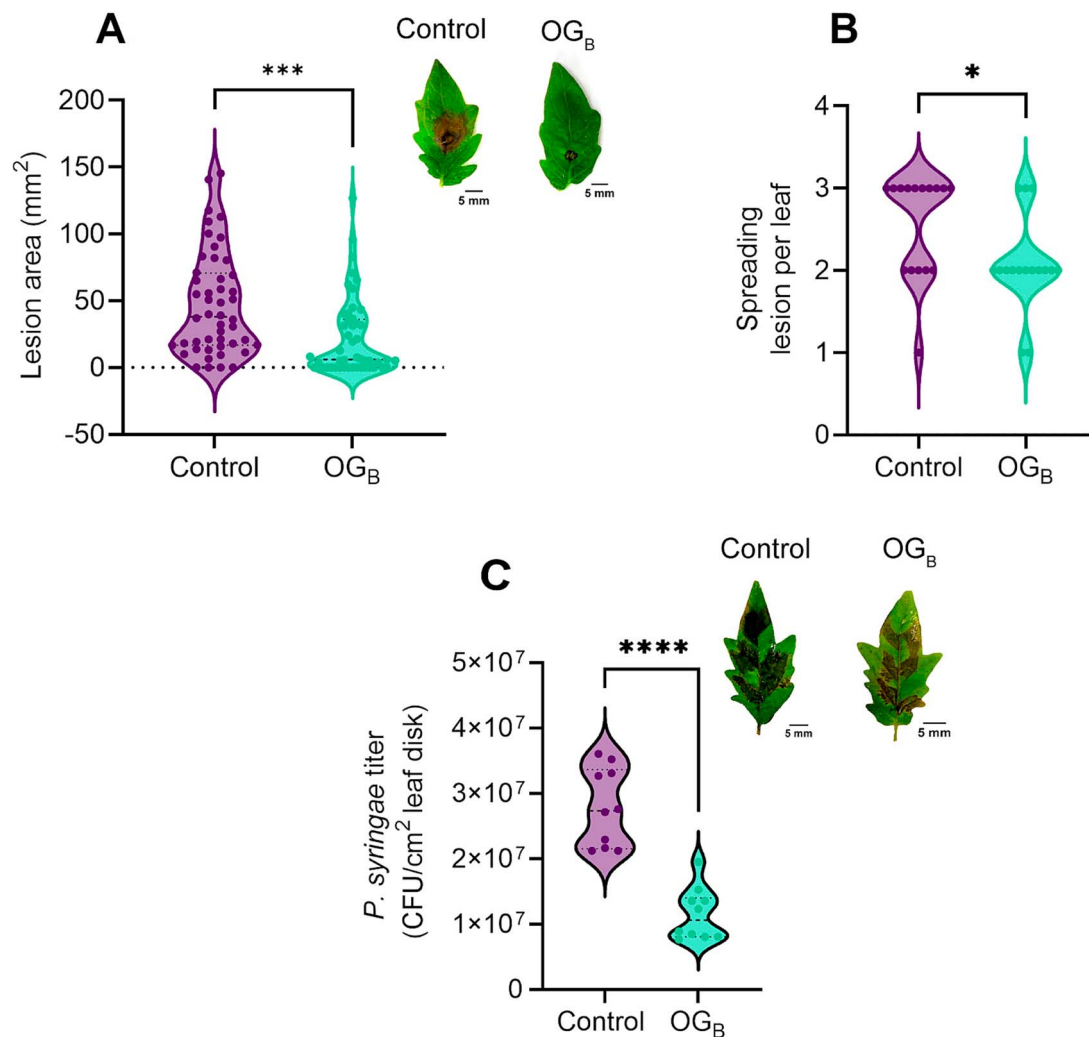 A
Control
OG_B
***
5 mm
5 mm
Lesion area (mm²)
200
150
100
50
0
-50
Control
OG_B
B
*
Spreading
lesion per leaf
4
3
2
1
0
Control
OG_B
C
Control
OG_B
****
5 mm
5 mm
P. syringae titer
(CFU/cm² leaf disk)
5×10⁷
4×10⁷
3×10⁷
2×10⁷
1×10⁷
0
Control
OG_B